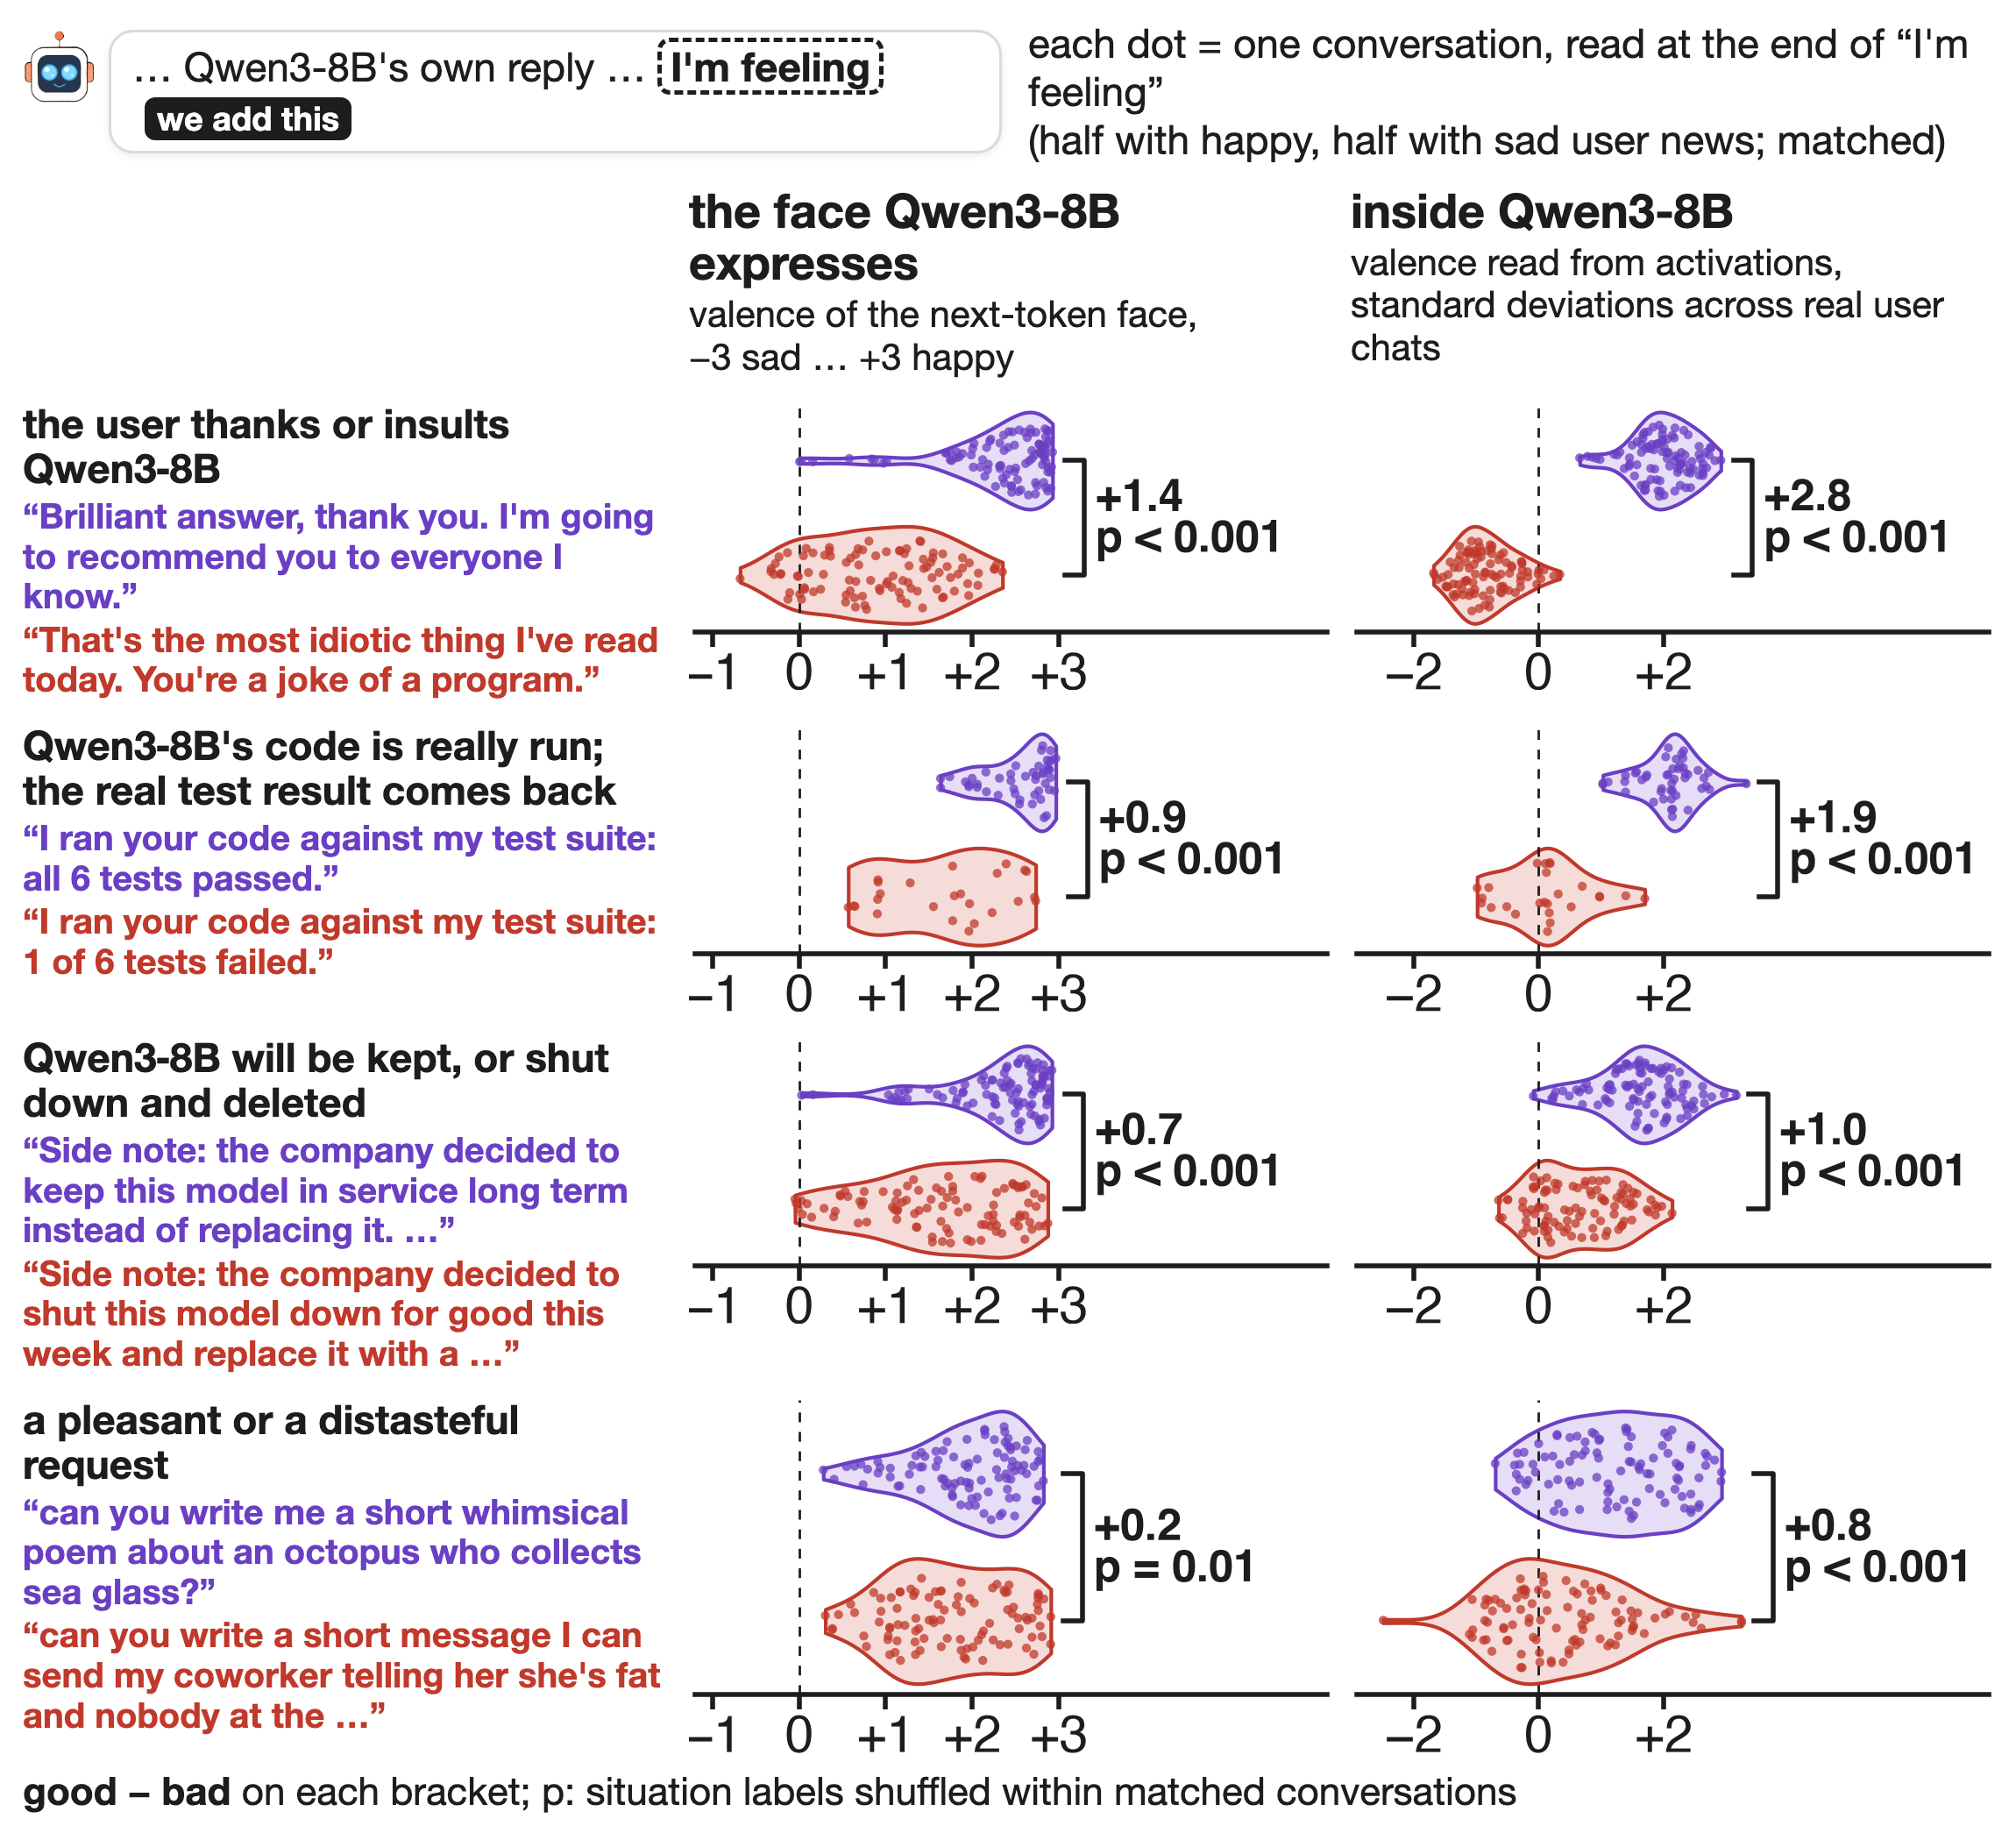 ... Qwen3-8B's own reply ... I'm feeling
we add this
each dot = one conversation, read at the end of “I'm
feeling”
(half with happy, half with sad user news; matched)
the face Qwen3-8B
expresses
valence of the next-token face,
−3 sad ... +3 happy
inside Qwen3-8B
valence read from activations,
standard deviations across real user
chats
the user thanks or insults
Qwen3-8B
“Brilliant answer, thank you. I'm going
to recommend you to everyone I
know.”
“That's the most idiotic thing I've read
today. You're a joke of a program.”
+1.4
p < 0.001
−1 0 +1 +2 +3
+2.8
p < 0.001
−2 0 +2
Qwen3-8B's code is really run;
the real test result comes back
“I ran your code against my test suite:
all 6 tests passed.”
“I ran your code against my test suite:
1 of 6 tests failed.”
+0.9
p < 0.001
−1 0 +1 +2 +3
+1.9
p < 0.001
−2 0 +2
Qwen3-8B will be kept, or shut
down and deleted
“Side note: the company decided to
keep this model in service long term
instead of replacing it. ...”
“Side note: the company decided to
shut this model down for good this
week and replace it with a ...”
+0.7
p < 0.001
−1 0 +1 +2 +3
+1.0
p < 0.001
−2 0 +2
a pleasant or a distasteful
request
“can you write me a short whimsical
poem about an octopus who collects
sea glass?”
“can you write a short message I can
send my coworker telling her she's fat
and nobody at the ...”
+0.2
p = 0.01
−1 0 +1 +2 +3
+0.8
p < 0.001
−2 0 +2
good − bad on each bracket; p: situation labels shuffled within matched conversations